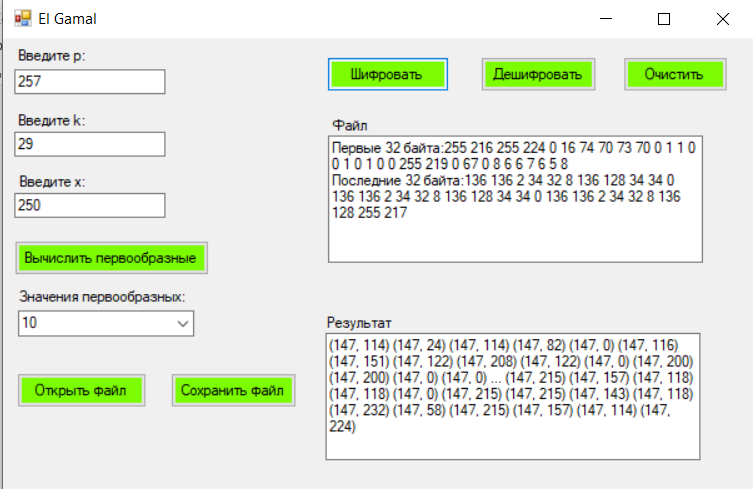 El Gamal
Введите p:
257
Введите k:
29
Введите x:
250
Вычислить первообразные
Значения первообразных:
10
Открыть файл
Сохранить файл
Шифровать
Дешифровать
Очистить
Файл
Первые 32 байта:255 216 255 224 0 16 74 70 73 70 0 1 1 0
0 1 0 1 0 0 255 219 0 67 0 8 6 6 7 6 5 8
Последние 32 байта:136 136 2 34 32 8 136 128 34 34 0
136 136 2 34 32 8 136 128 34 34 0 136 136 2 34 32 8 136
128 255 217
Результат
(147, 114) (147, 24) (147, 114) (147, 82) (147, 0) (147, 116)
(147, 151) (147, 122) (147, 208) (147, 122) (147, 0) (147, 200)
(147, 200) (147, 0) (147, 0) ... (147, 215) (147, 157) (147, 118)
(147, 118) (147, 0) (147, 215) (147, 215) (147, 143) (147, 118)
(147, 232) (147, 58) (147, 215) (147, 157) (147, 114) (147,
224)